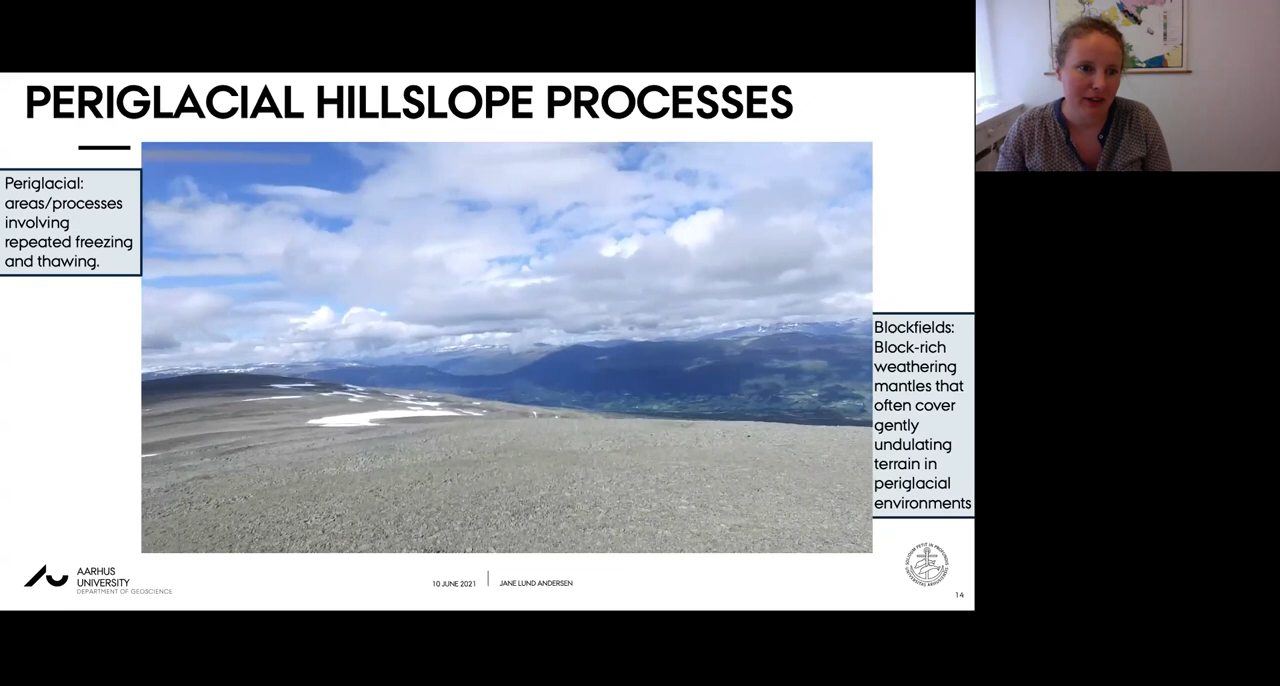 PERIGLACIAL HILLSLOPE PROCESSES
Periglacial:
areas/processes
involving
repeated freezing
and thawing.
Blockfields:
Block-rich
weathering
mantles that
often cover
gently
undulating
terrain in
periglacial
environments
AARHUS
UNIVERSITY
DEPARTMENT OF GEOSCIENCE
10 JUNE 2021
JANE LUND ANDERSEN
14